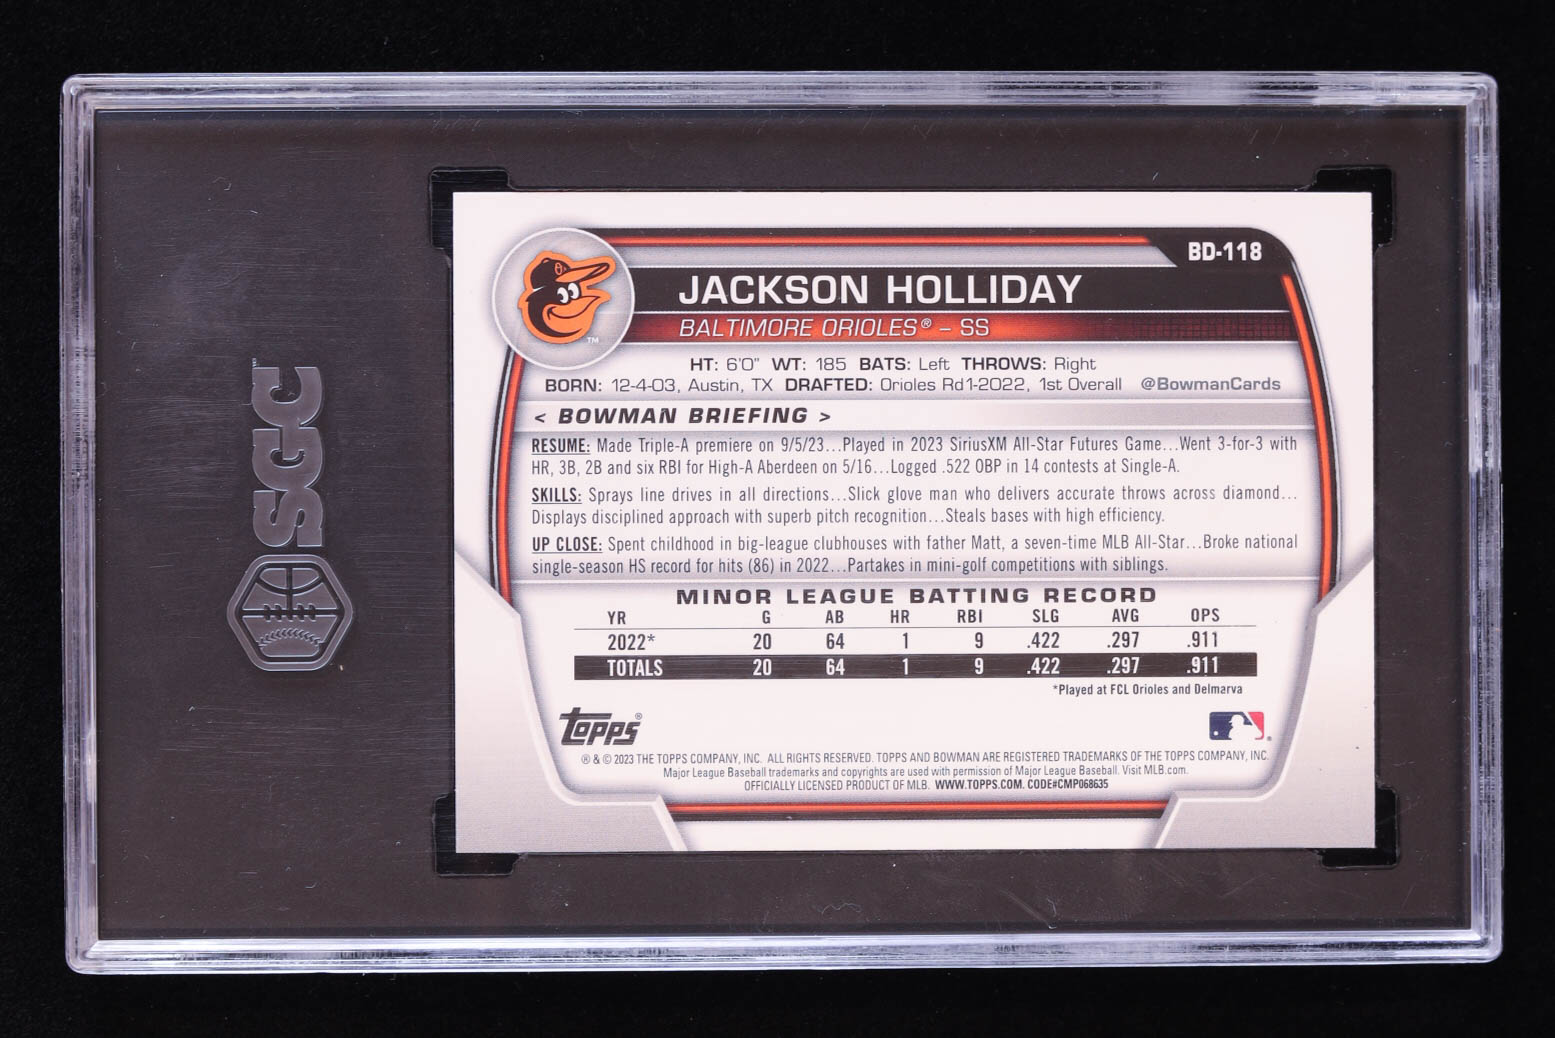 SGC
BD-118
JACKSON HOLLIDAY
BALTIMORE ORIOLES® – SS
TM
HT: 6'0" WT: 185 BATS: Left THROWS: Right
BORN: 12-4-03, Austin, TX DRAFTED: Orioles Rd1-2022, 1st Overall @BowmanCards
< BOWMAN BRIEFING >
RESUME: Made Triple-A premiere on 9/5/23...Played in 2023 SiriusXM All-Star Futures Game...Went 3-for-3 with
HR, 3B, 2B and six RBI for High-A Aberdeen on 5/16...Logged .522 OBP in 14 contests at Single-A.
SKILLS: Sprays line drives in all directions...Slick glove man who delivers accurate throws across diamond...
Displays disciplined approach with superb pitch recognition...Steals bases with high efficiency.
UP CLOSE: Spent childhood in big-league clubhouses with father Matt, a seven-time MLB All-Star...Broke national
single-season HS record for hits (86) in 2022...Partakes in mini-golf competitions with siblings.
MINOR LEAGUE BATTING RECORD
YR G AB HR RBI SLG AVG OPS
2022* 20 64 1 9 .422 .297 .911
TOTALS 20 64 1 9 .422 .297 .911
*Played at FCL Orioles and Delmarva
Topps®
® & © 2023 THE TOPPS COMPANY, INC. ALL RIGHTS RESERVED. TOPPS AND BOWMAN ARE REGISTERED TRADEMARKS OF THE TOPPS COMPANY, INC.
Major League Baseball trademarks and copyrights are used with permission of Major League Baseball. Visit MLB.com.
OFFICIALLY LICENSED PRODUCT OF MLB. WWW.TOPPS.COM. CODE#CMP068635